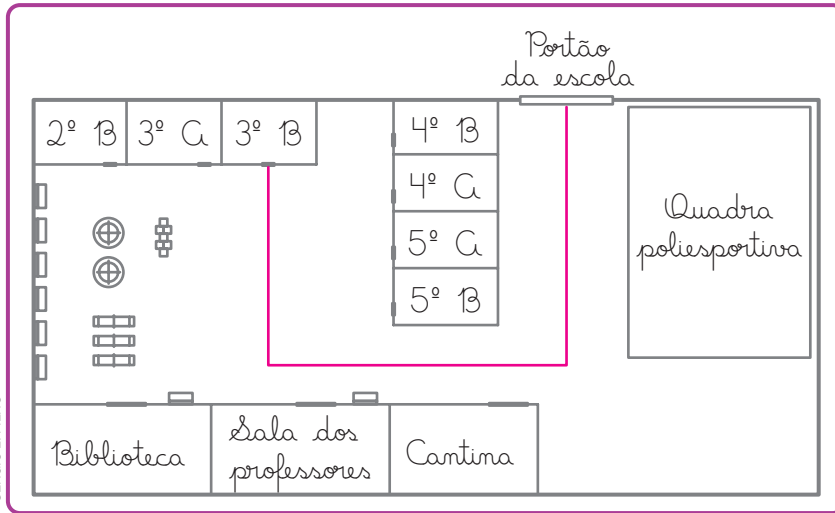 Portão
da escola
2º B
3º A
3º B
4º B
4º A
5º A
5º B
Quadra
poliesportiva
Biblioteca
Sala dos
professores
Cantina